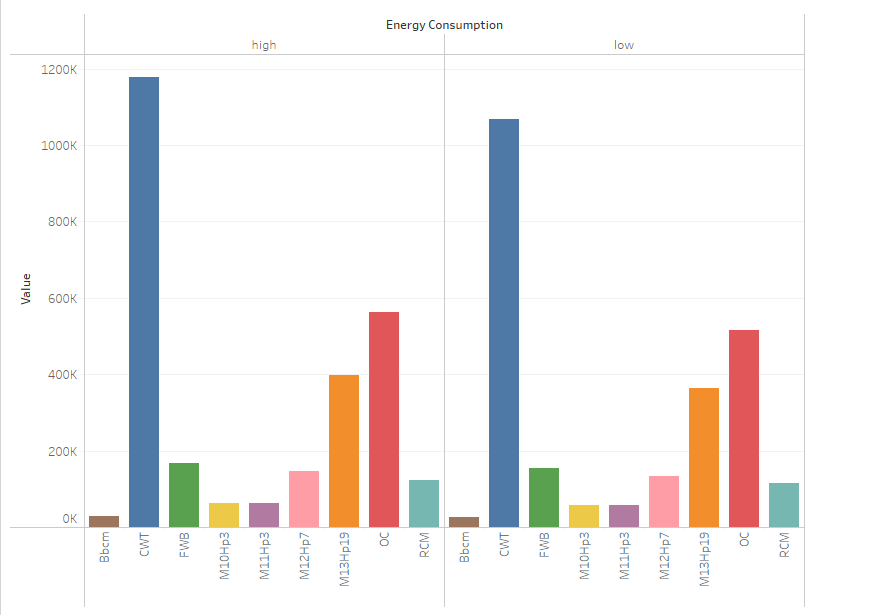 Energy Consumption
high low
1200K
1000K
800K
600K
400K
200K
0K
Value
Bbcm CWT FWB M10Hp3 M11Hp3 M12Hp7 M13Hp19 OC RCM Bbcm CWT FWB M10Hp3 M11Hp3 M12Hp7 M13Hp19 OC RCM